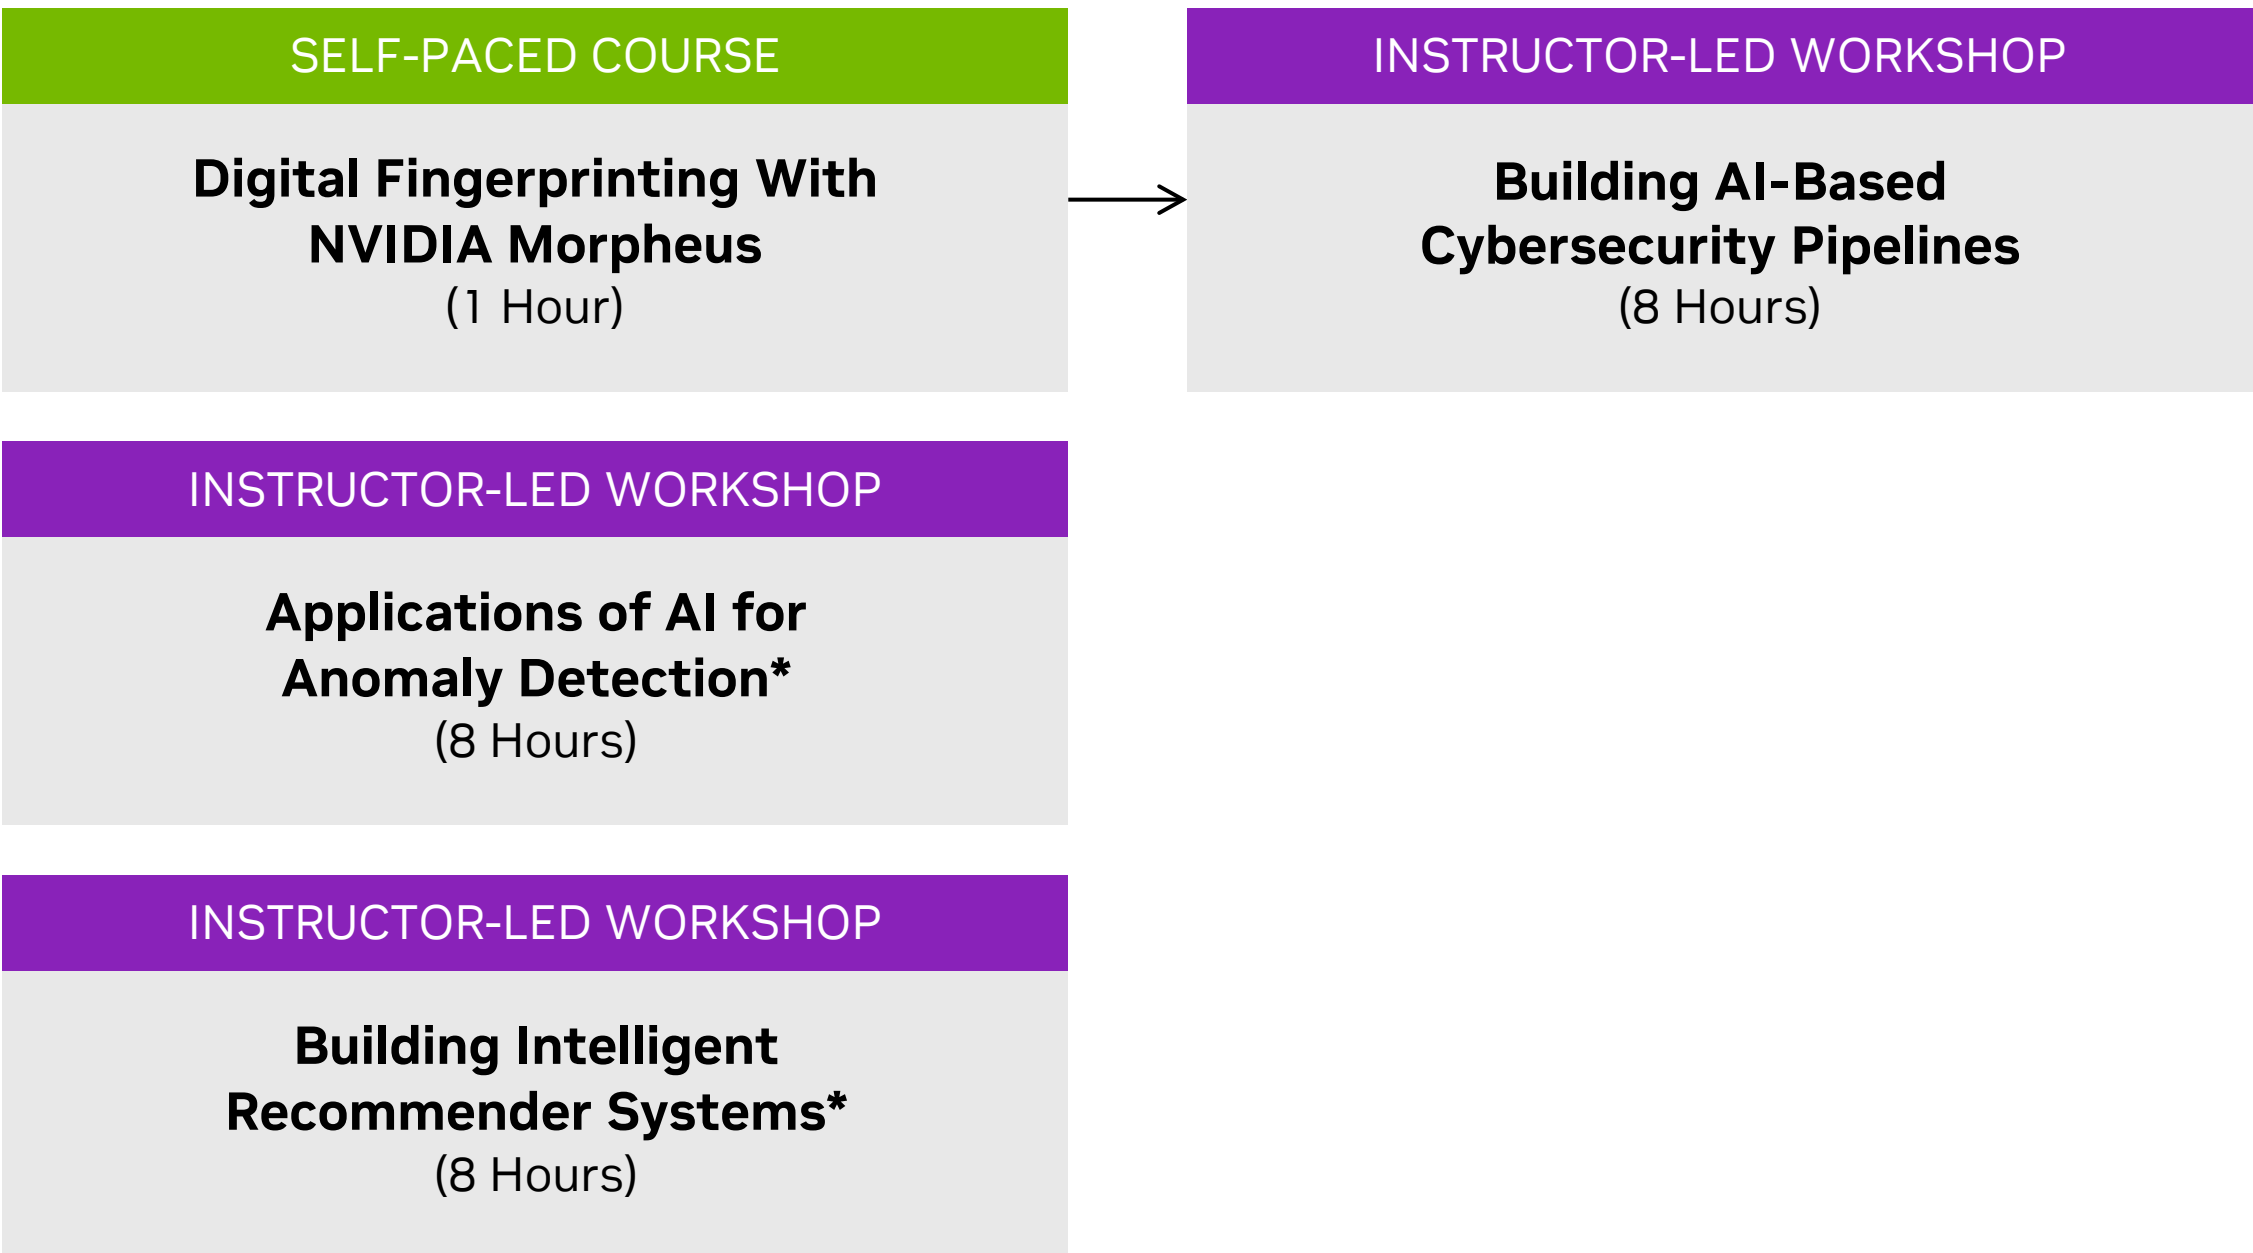 SELF-PACED COURSE
Digital Fingerprinting With
NVIDIA Morpheus
(1 Hour)
INSTRUCTOR-LED WORKSHOP
Building AI-Based
Cybersecurity Pipelines
(8 Hours)
INSTRUCTOR-LED WORKSHOP
Applications of AI for
Anomaly Detection*
(8 Hours)
INSTRUCTOR-LED WORKSHOP
Building Intelligent
Recommender Systems*
(8 Hours)